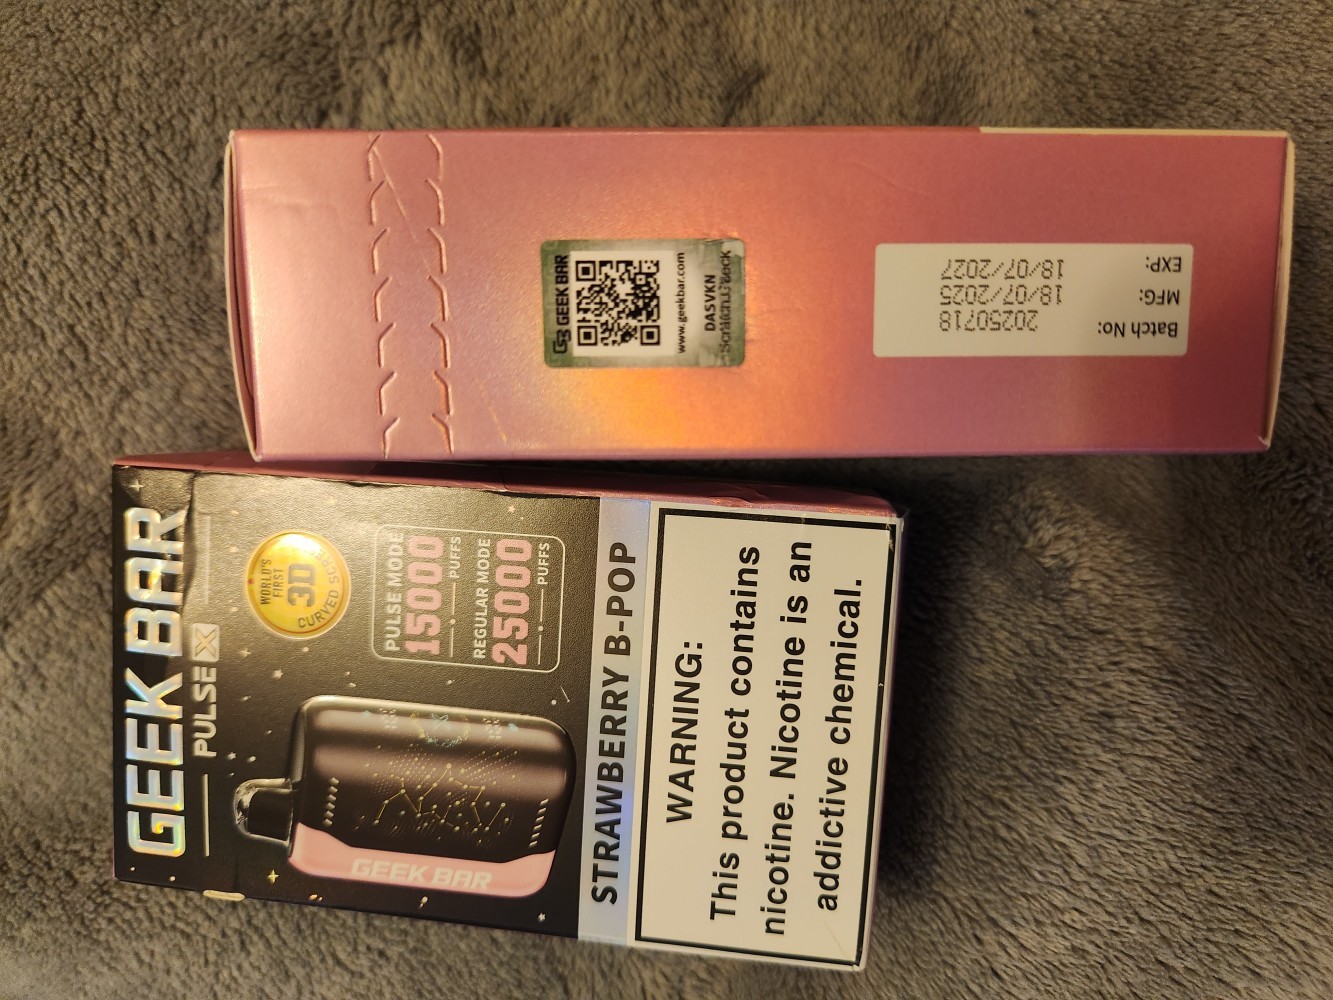 GEEK BAR
www.geekbar.com
DASVKN
Batch No: 20250718
MFG: 18/07/2025
EXP: 18/07/2027
GEEK BAR
PULSE X
WORLD'S
FIRST
3D
CURVED
PULSE MODE
15000
PUFFS
REGULAR MODE
25000
PUFFS
GEEK BAR
STRAWBERRY B-POP
WARNING:
This product contains
nicotine. Nicotine is an
addictive chemical.